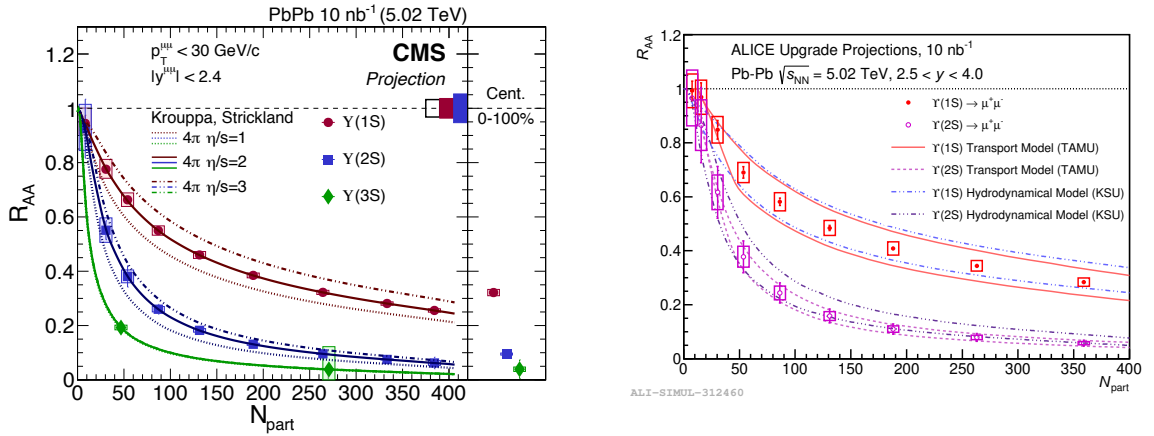 PbPb 10 nb⁻¹ (5.02 TeV)
p_T^μμ < 30 GeV/c
|y^μμ| < 2.4
CMS
Projection
Cent.
0-100%
Krouppa, Strickland
4π η/s=1
4π η/s=2
4π η/s=3
ϒ(1S)
ϒ(2S)
ϒ(3S)
R_AA
1.2
1
0.8
0.6
0.4
0.2
0
0 50 100 150 200 250 300 350 400
N_part
ALICE Upgrade Projections, 10 nb⁻¹
Pb-Pb √s_NN = 5.02 TeV, 2.5 < y < 4.0
ϒ(1S) → μ⁺μ⁻
ϒ(2S) → μ⁺μ⁻
ϒ(1S) Transport Model (TAMU)
ϒ(2S) Transport Model (TAMU)
ϒ(1S) Hydrodynamical Model (KSU)
ϒ(2S) Hydrodynamical Model (KSU)
R_AA
1.2
1
0.8
0.6
0.4
0.2
0
0 50 100 150 200 250 300 350 400
N_part
ALI-SIMUL-312460